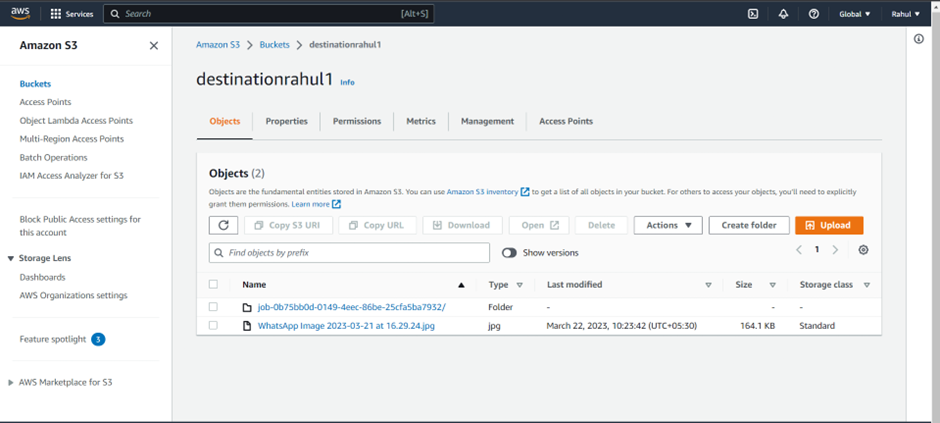 aws Services Search [Alt+S] Global Rahul
Amazon S3
Buckets
Access Points
Object Lambda Access Points
Multi-Region Access Points
Batch Operations
IAM Access Analyzer for S3
Block Public Access settings for
this account
Storage Lens
Dashboards
AWS Organizations settings
Feature spotlight 3
AWS Marketplace for S3
Amazon S3 > Buckets > destinationrahul1
destinationrahul1 Info
Objects Properties Permissions Metrics Management Access Points
Objects (2)
Objects are the fundamental entities stored in Amazon S3. You can use Amazon S3 inventory to get a list of all objects in your bucket. For others to access your objects, you'll need to explicitly
grant them permissions. Learn more
Copy S3 URI Copy URL Download Open Delete Actions Create folder Upload
Find objects by prefix Show versions 1
Name Type Last modified Size Storage class
job-0b75bb0d-0149-4eec-86be-25cfa5ba7932/ Folder - - -
WhatsApp Image 2023-03-21 at 16.29.24.jpg jpg March 22, 2023, 10:23:42 (UTC+05:30) 164.1 KB Standard